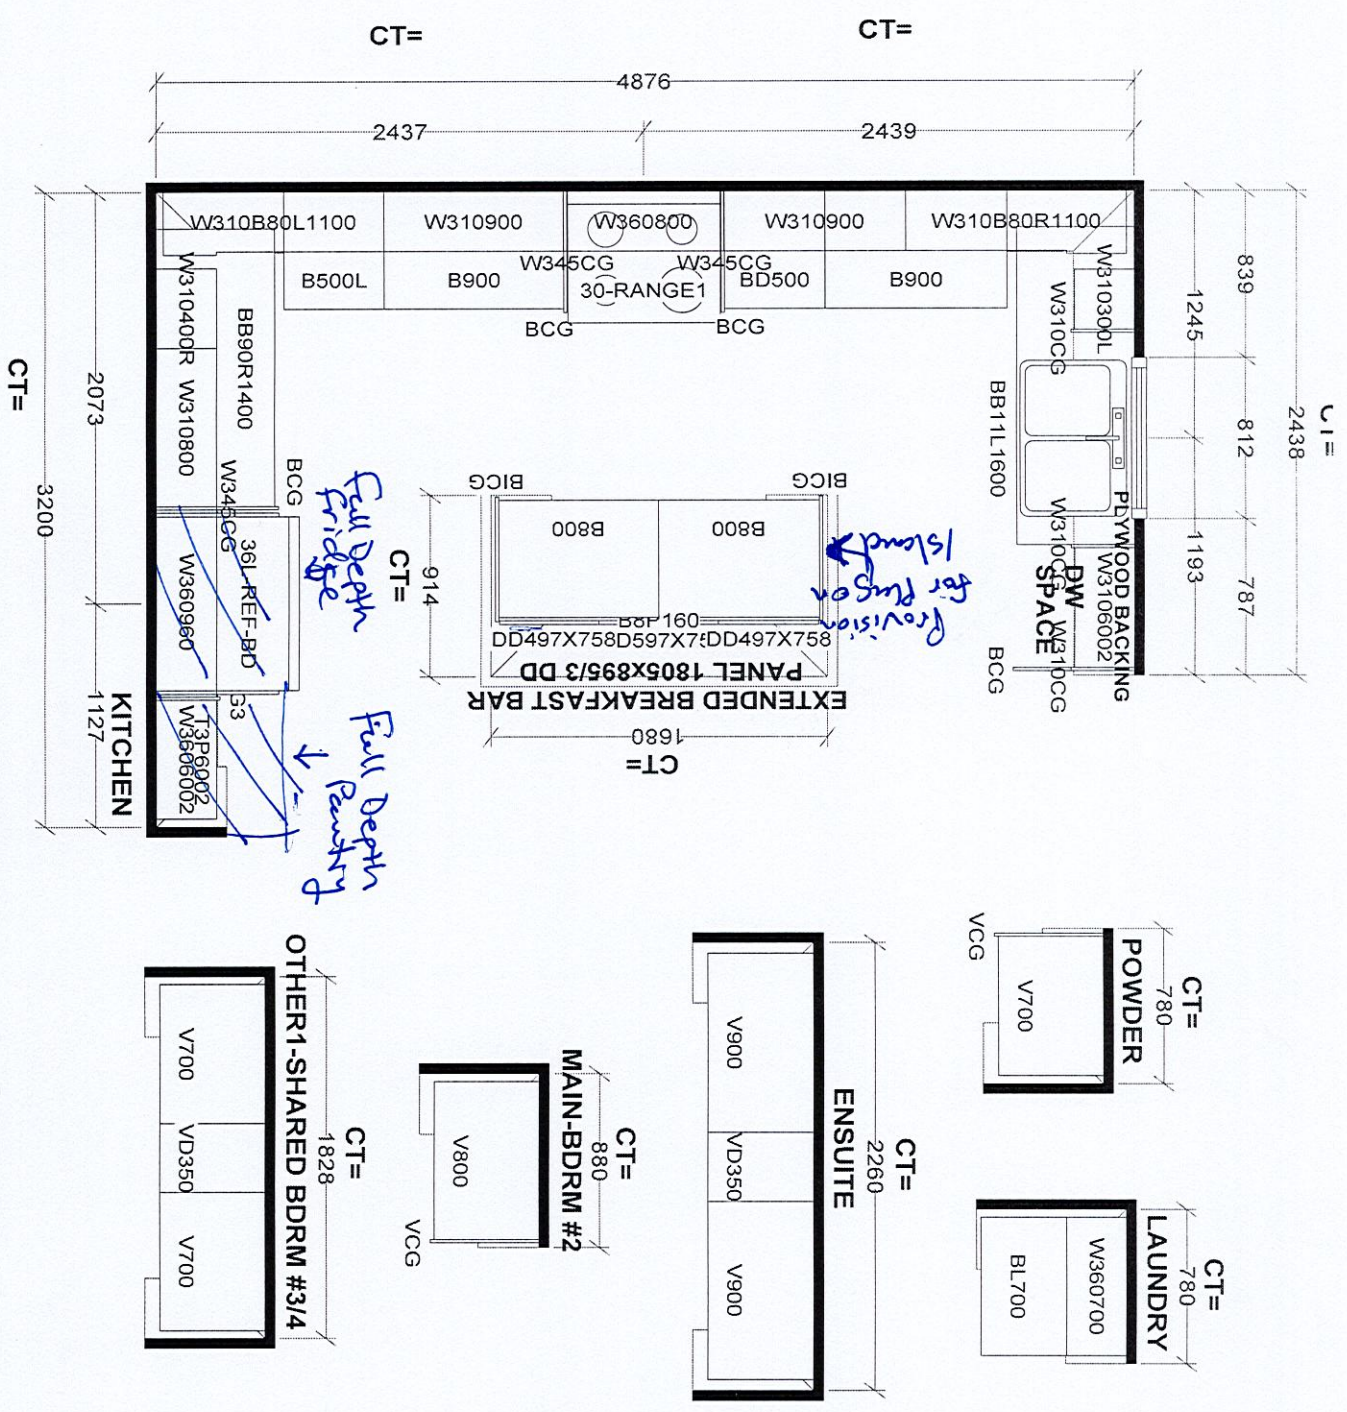 CT=
CT=
4876
2437
2439
W310B80L1100
W310900
W360800
W310900
W310B80R1100
W345CG
W345CG
B500L
B900
30-RANGE1
BD500
B900
BCG
BCG
W310400R
W310800
BB90R1400
W345CG
BCG
36L-REF-BD
W360960
G3
T3P6002
W3606002
CT=
2073
3200
1127
KITCHEN
Full Depth
Fridge
Full Depth
Pantry
W310300L
W310CG
BB11L1600
W310CG
DW
SPACE
W3106002
PLYWOOD BACKING
W310CG
BCG
839
1245
812
2438
1193
787
CT=
BICG
BICG
B800
B800
CT=
914
DD497X758
DD497X758
PANEL 1805x895/3 DD
EXTENDED BREAKFAST BAR
1680
CT=
Provision
for Plug on
Island
OTHER1-SHARED BDRM #3/4
V700
VD350
V700
1828
CT=
MAIN-BDRM #2
V800
VCG
880
CT=
ENSUITE
V900
VD350
V900
2260
CT=
POWDER
VCG
V700
780
CT=
LAUNDRY
W360700
BL700
780
CT=